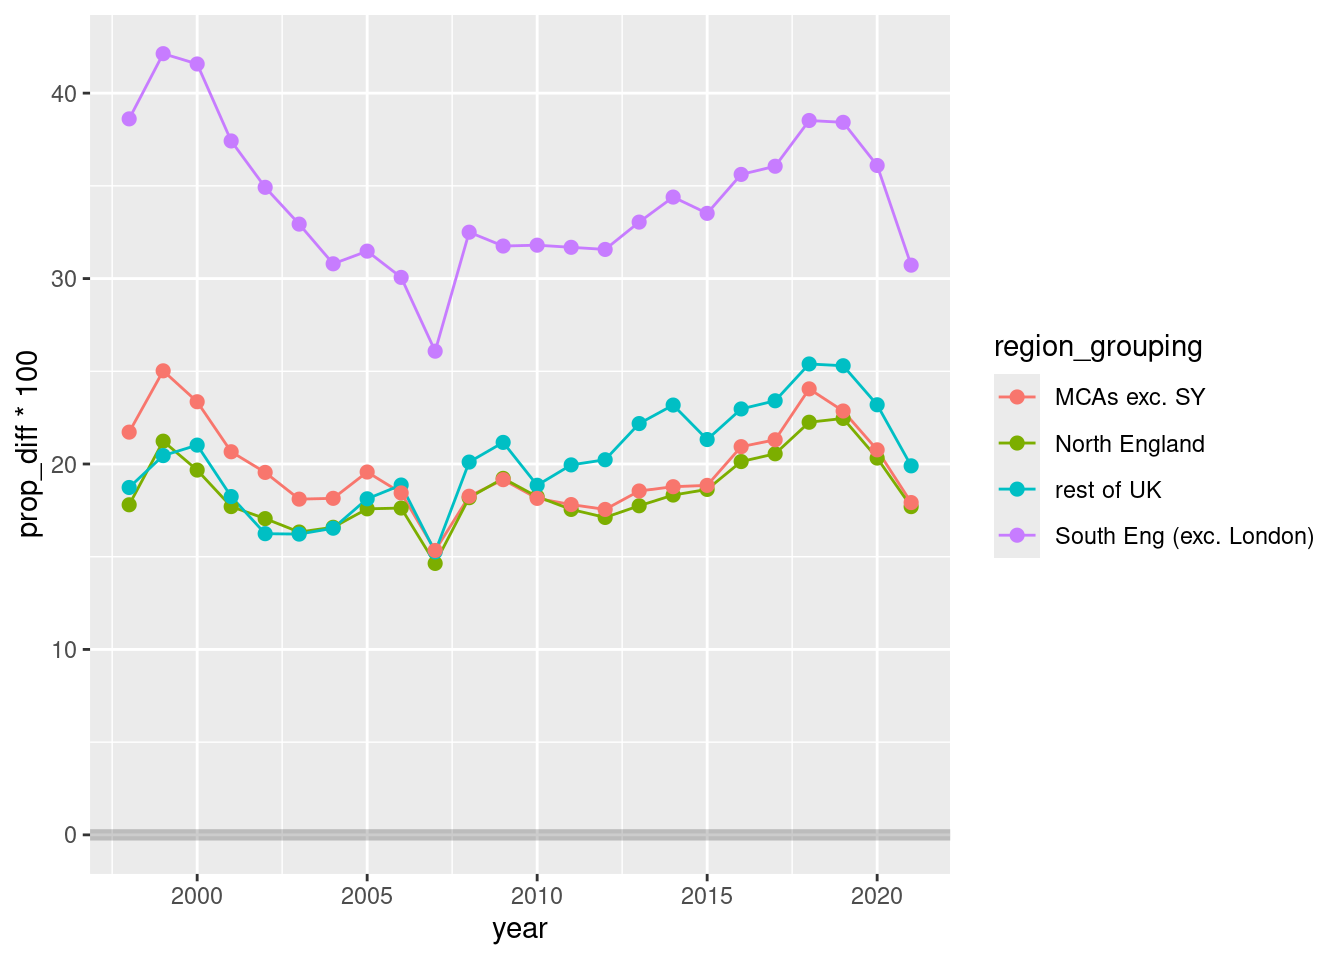 40
30
20
10
0
prop_diff * 100
2000
2005
2010
2015
2020
year
region_grouping
MCAs exc. SY
North England
rest of UK
South Eng (exc. London)